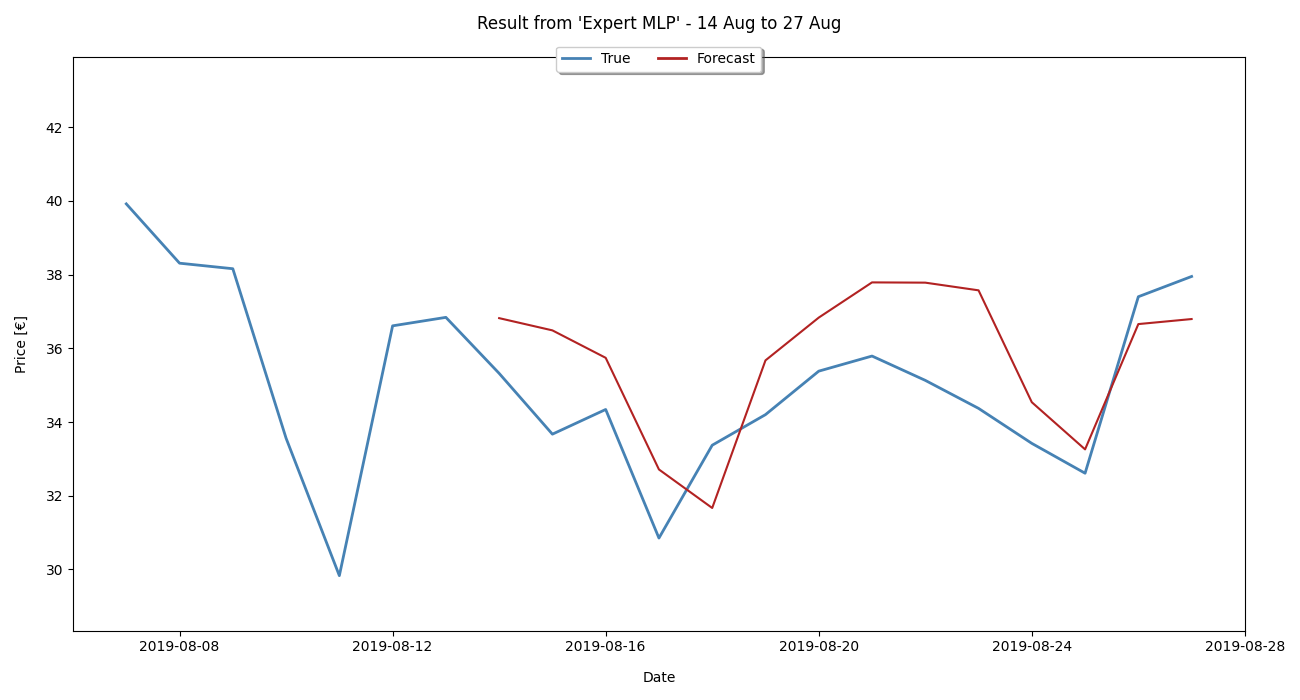 Result from 'Expert MLP' - 14 Aug to 27 Aug
True Forecast
Price [€]
42
40
38
36
34
32
30
2019-08-08 2019-08-12 2019-08-16 2019-08-20 2019-08-24 2019-08-28
Date